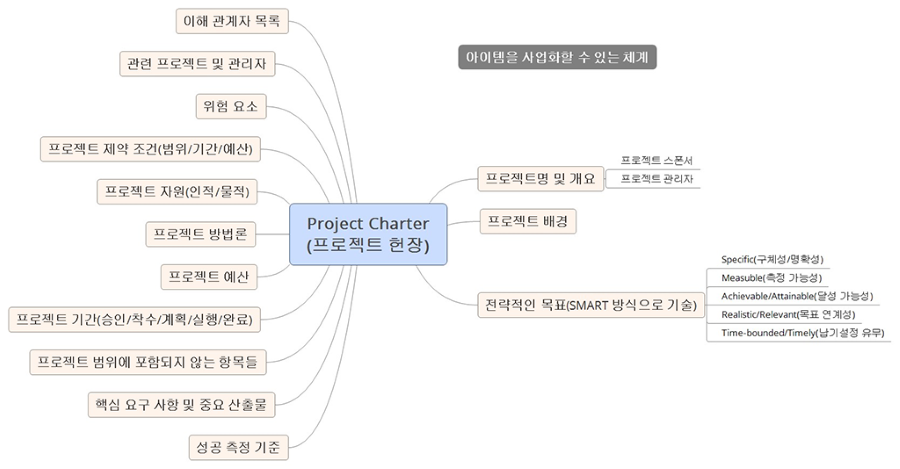 이해 관계자 목록
관련 프로젝트 및 관리자
위험 요소
프로젝트 제약 조건(범위/기간/예산)
프로젝트 자원(인적/물적)
프로젝트 방법론
프로젝트 예산
프로젝트 기간(승인/착수/계획/실행/완료)
프로젝트 범위에 포함되지 않는 항목들
핵심 요구 사항 및 중요 산출물
성공 측정 기준
Project Charter
(프로젝트 헌장)
아이템을 사업화할 수 있는 체계
프로젝트명 및 개요
프로젝트 스폰서
프로젝트 관리자
프로젝트 배경
전략적인 목표(SMART 방식으로 기술)
Specific(구체성/명확성)
Measuble(측정 가능성)
Achievable/Attainable(달성 가능성)
Realistic/Relevant(목표 연계성)
Time-bounded/Timely(납기설정 유무)